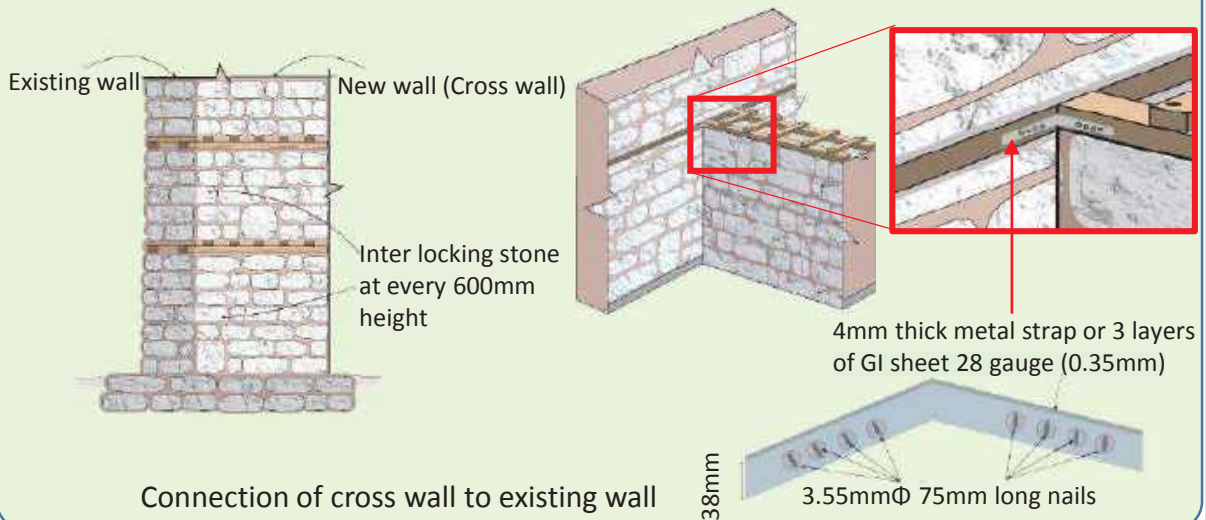 Existing wall
New wall (Cross wall)
Inter locking stone
at every 600mm
height
4mm thick metal strap or 3 layers
of GI sheet 28 gauge (0.35mm)
38mm
3.55mmΦ 75mm long nails
Connection of cross wall to existing wall